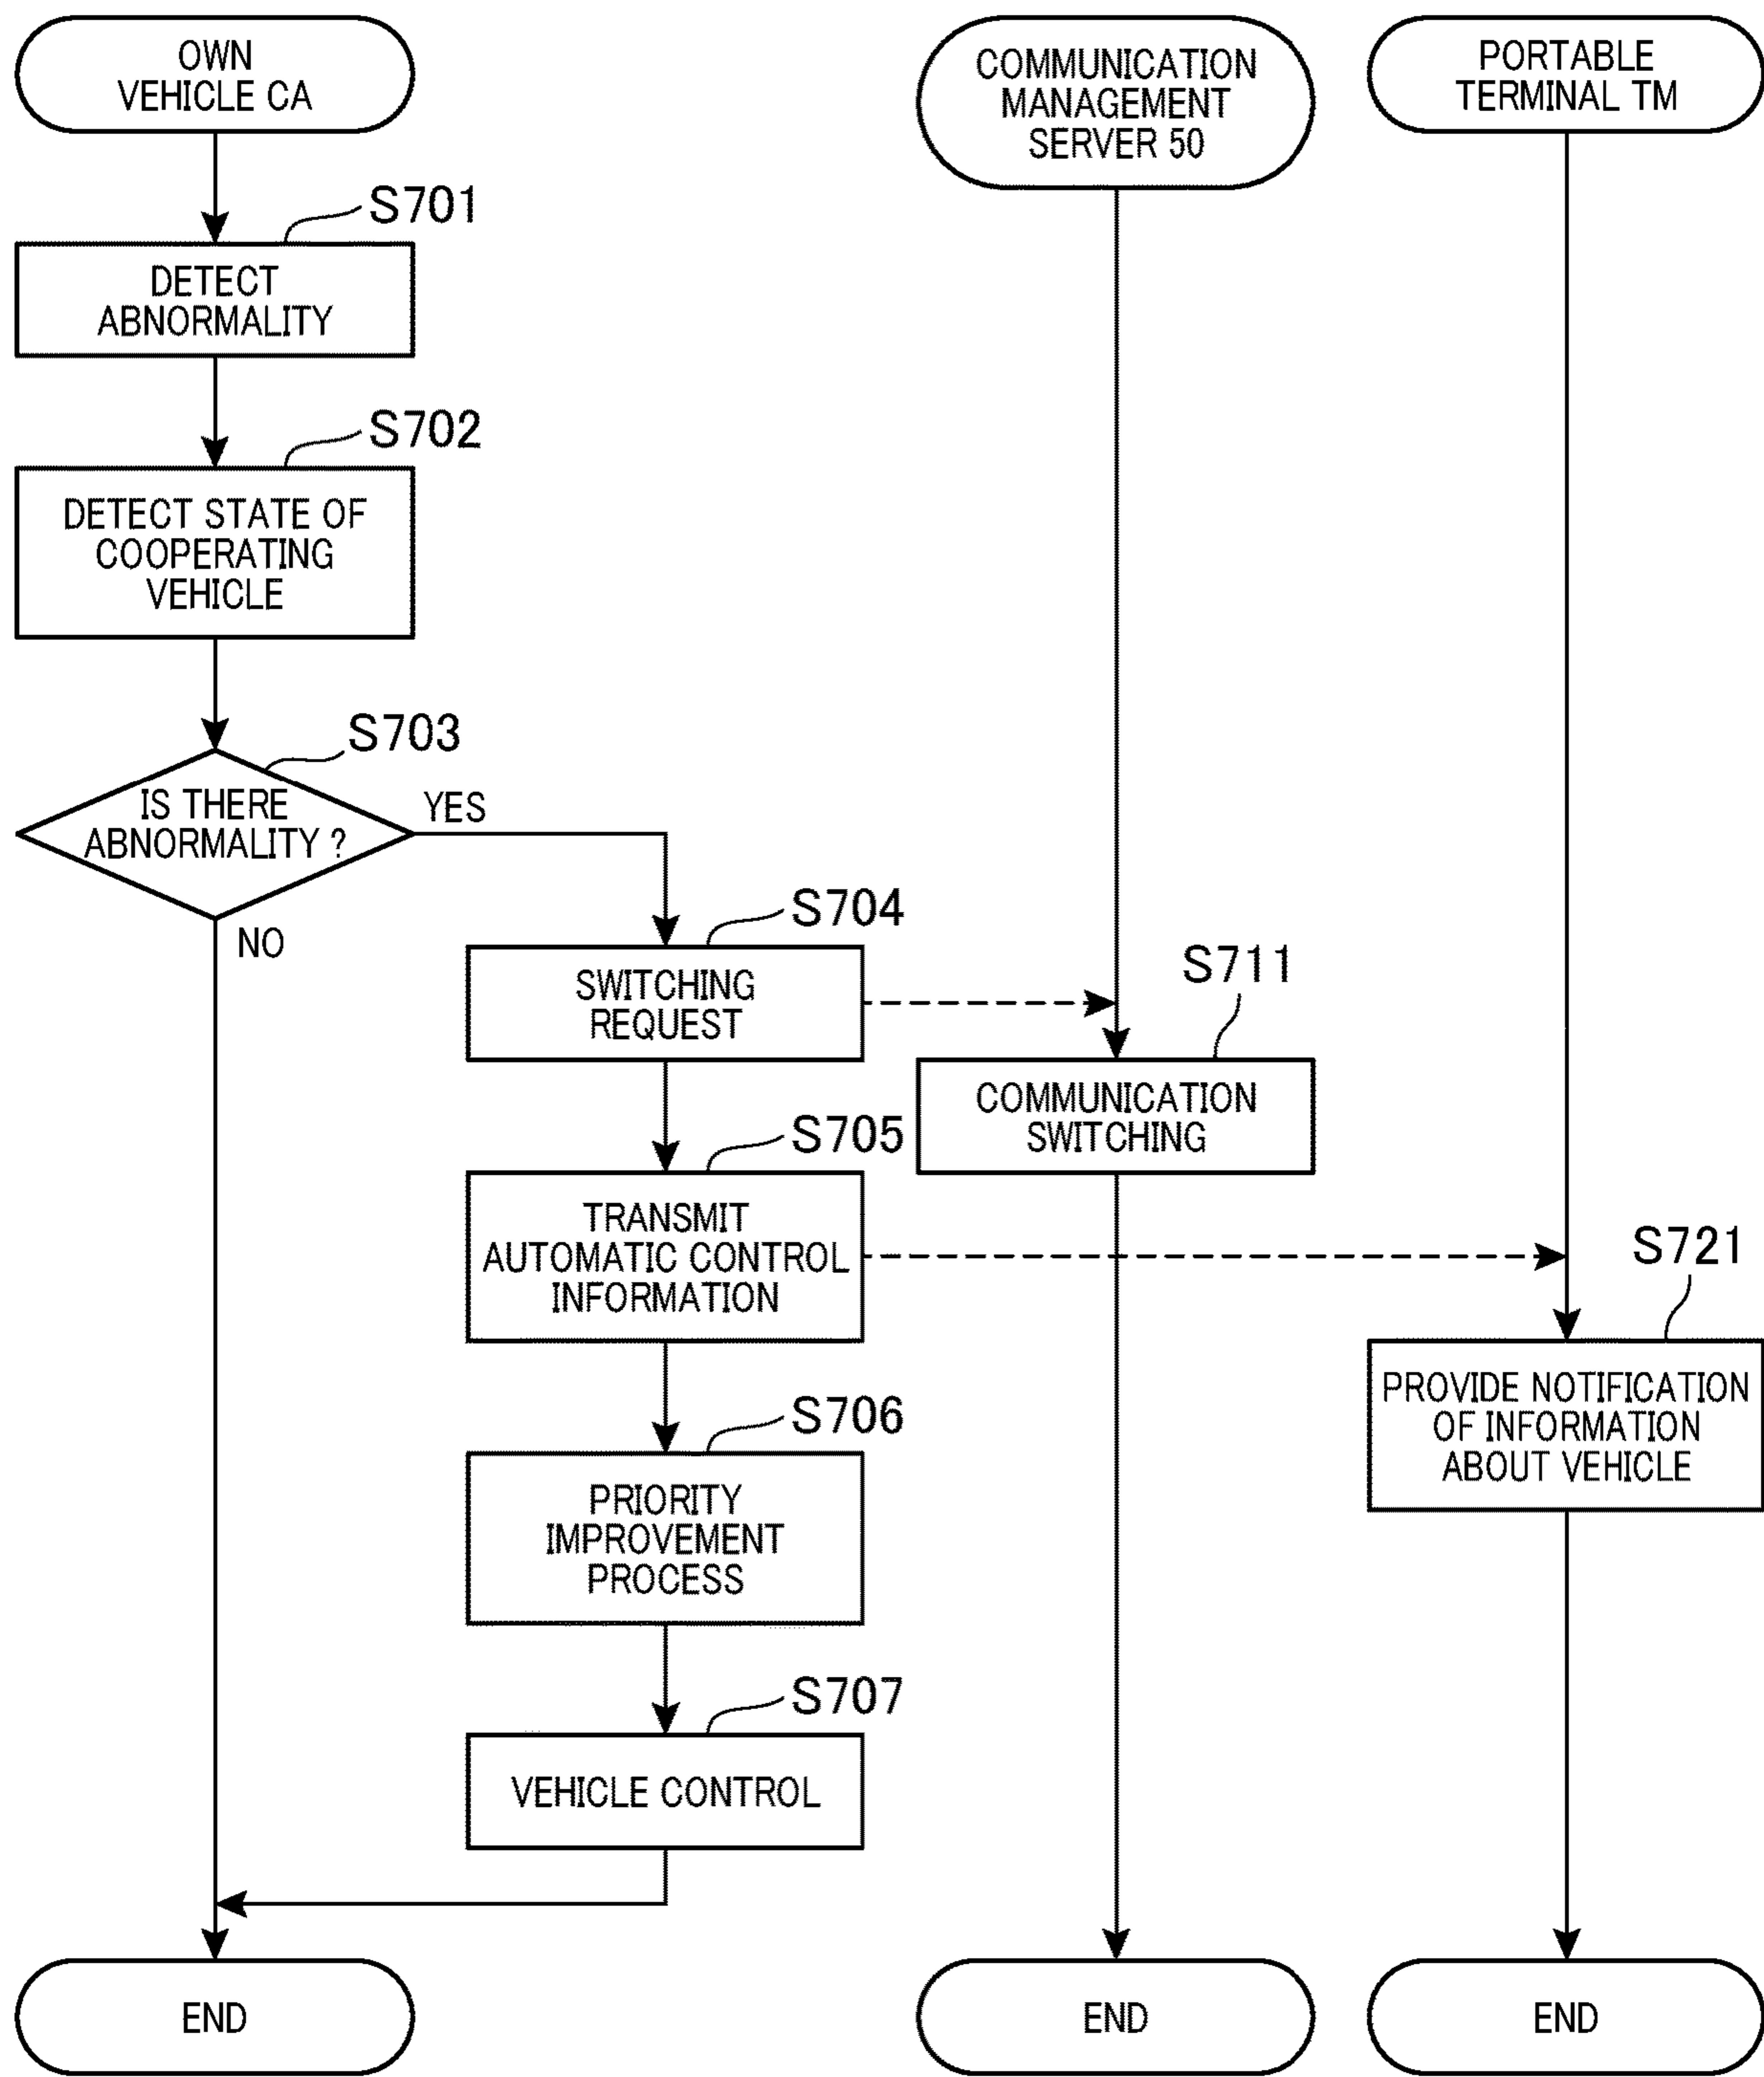 OWN
VEHICLE CA
COMMUNICATION
MANAGEMENT
SERVER 50
PORTABLE
TERMINAL TM
S701
DETECT
ABNORMALITY
S702
DETECT STATE OF
COOPERATING
VEHICLE
S703
IS THERE
ABNORMALITY ?
YES
NO
S704
SWITCHING
REQUEST
S711
COMMUNICATION
SWITCHING
S705
TRANSMIT
AUTOMATIC CONTROL
INFORMATION
S721
PROVIDE NOTIFICATION
OF INFORMATION
ABOUT VEHICLE
S706
PRIORITY
IMPROVEMENT
PROCESS
S707
VEHICLE CONTROL
END
END
END